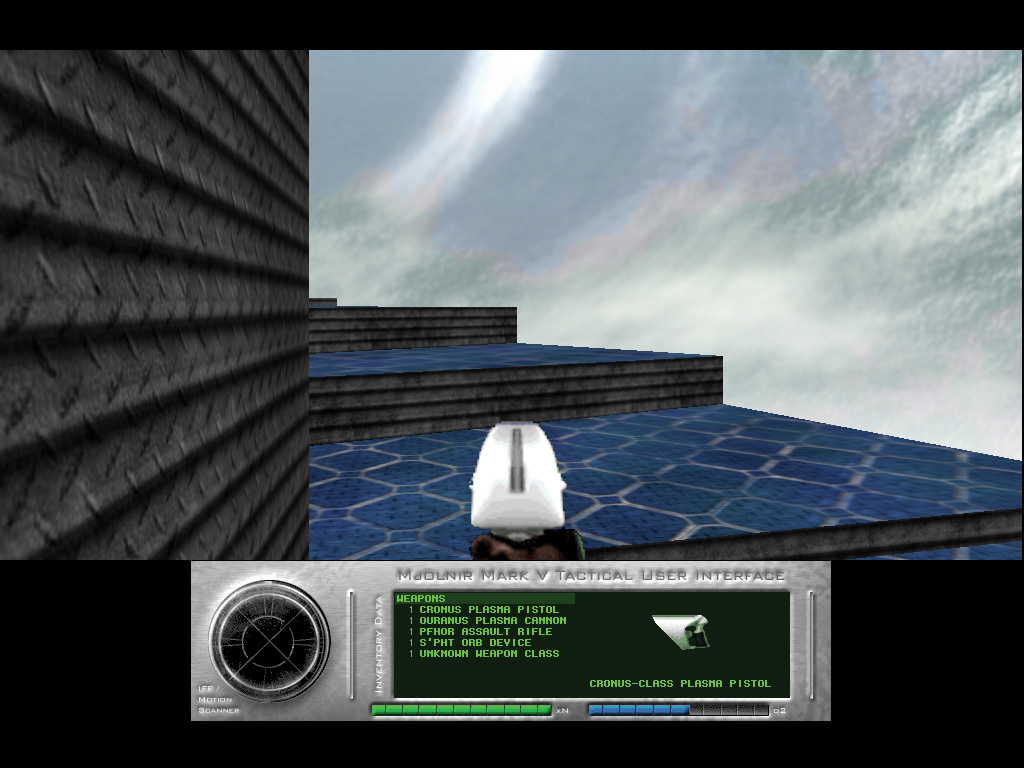 Mjolnir Mark V Tactical User Interface
Inventory Data
WEAPONS
1 CRONUS PLASMA PISTOL
1 OURANUS PLASMA CANNON
1 PFHOR ASSAULT RIFLE
1 S'PHT ORB DEVICE
1 UNKNOWN WEAPON CLASS
CRONUS-CLASS PLASMA PISTOL
IFF /
Motion
Scanner
xN
o2